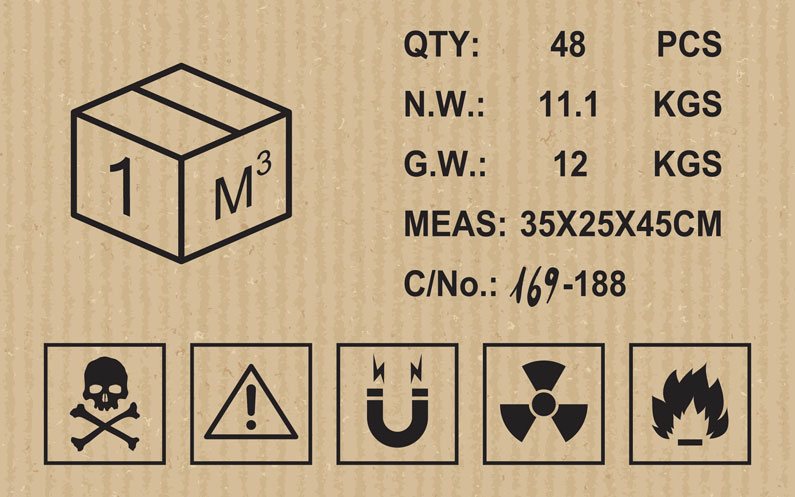 1 M³
QTY: 48 PCS
N.W.: 11.1 KGS
G.W.: 12 KGS
MEAS: 35X25X45CM
C/No.: 169-188